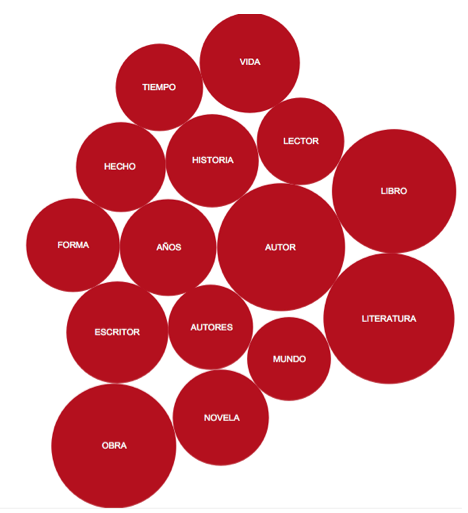 VIDA
TIEMPO
LECTOR
HISTORIA
HECHO
LIBRO
FORMA
AÑOS
AUTOR
LITERATURA
AUTORES
ESCRITOR
MUNDO
NOVELA
OBRA